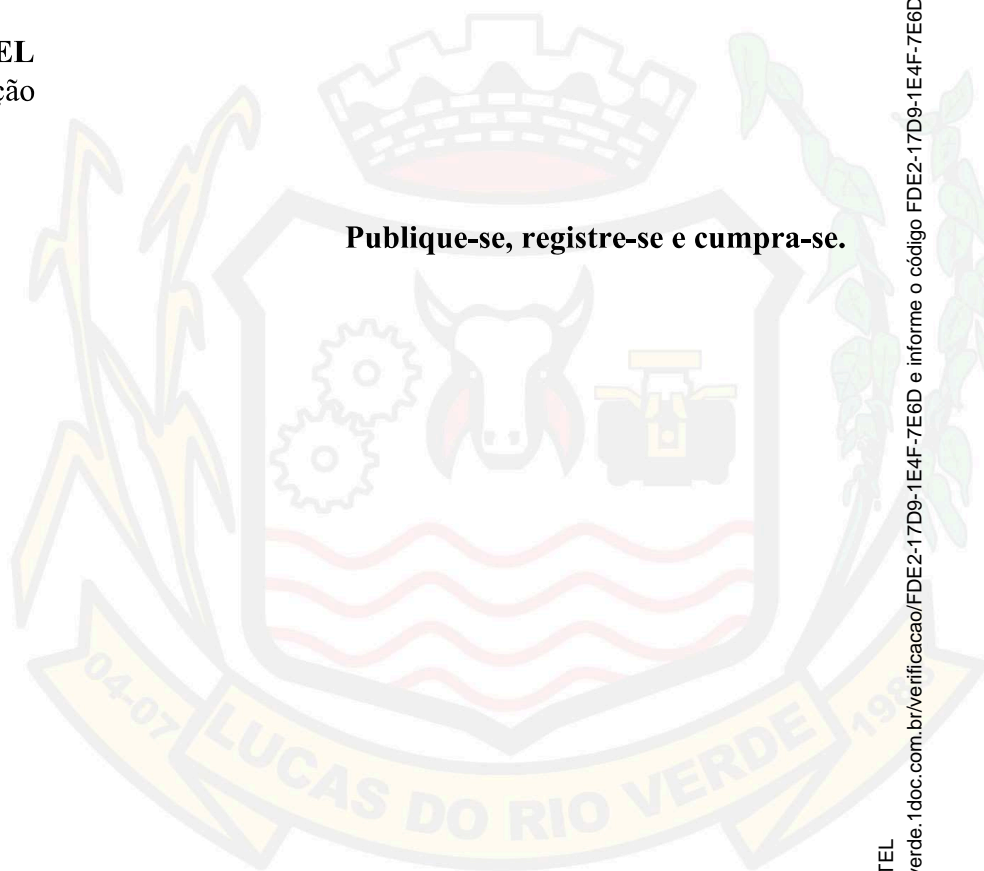 EL
ção
Publique-se, registre-se e cumpra-se.
04-07
LUCAS DO RIO VERDE
TEL
verde.1doc.com.br/verificacao/FDE2-17D9-1E4F-7E6D e informe o código FDE2-17D9-1E4F-7E6D